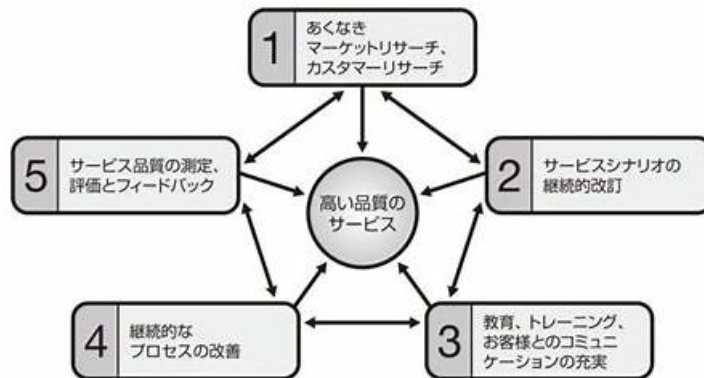 1
あくなき
マーケットリサーチ、
カスタマーリサーチ
2
サービスシナリオの
継続的改訂
3
教育、トレーニング、
お客様とのコミュニ
ケーションの充実
4
継続的な
プロセスの改善
5
サービス品質の測定、
評価とフィードバック
高い品質の
サービス